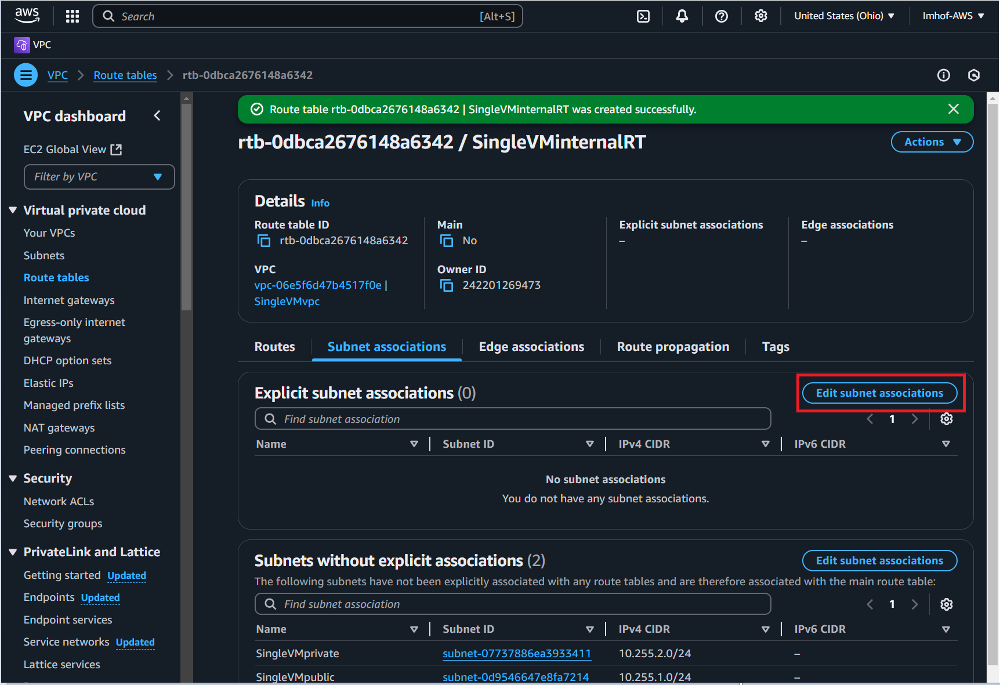 aws
Search [Alt+S] United States (Ohio) Imhof-AWS
VPC
VPC Route tables rtb-0dbca2676148a6342
VPC dashboard
EC2 Global View
Filter by VPC
Virtual private cloud
Your VPCs
Subnets
Route tables
Internet gateways
Egress-only internet
gateways
DHCP option sets
Elastic IPs
Managed prefix lists
NAT gateways
Peering connections
Security
Network ACLs
Security groups
PrivateLink and Lattice
Getting started Updated
Endpoints Updated
Endpoint services
Service networks Updated
Lattice services
Route table rtb-0dbca2676148a6342 | SingleVMinternalRT was created successfully.
rtb-0dbca2676148a6342 / SingleVMinternalRT
Actions
Details Info
Route table ID
rtb-0dbca2676148a6342
VPC
vpc-06e5f6d47b4517f0e |
SingleVMvpc
Main
No
Owner ID
242201269473
Explicit subnet associations
–
Edge associations
–
Routes Subnet associations Edge associations Route propagation Tags
Explicit subnet associations (0) Edit subnet associations
Find subnet association 1
Name Subnet ID IPv4 CIDR IPv6 CIDR
No subnet associations
You do not have any subnet associations.
Subnets without explicit associations (2) Edit subnet associations
The following subnets have not been explicitly associated with any route tables and are therefore associated with the main route table:
Find subnet association 1
Name Subnet ID IPv4 CIDR IPv6 CIDR
SingleVMprivate subnet-07737886ea3933411 10.255.2.0/24 –
SingleVMpublic subnet-0d9546647e8fa7214 10.255.1.0/24 –